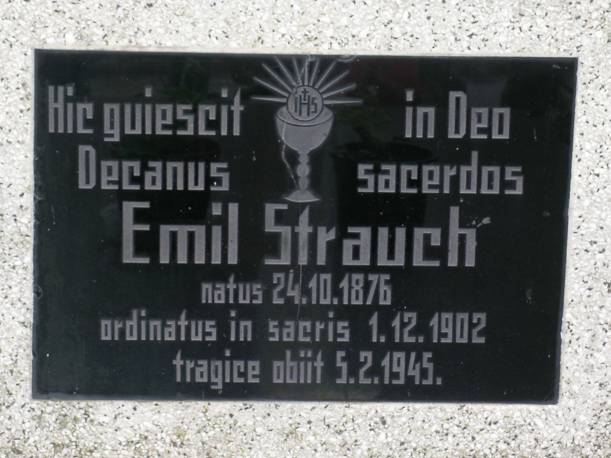 IHS
Hic guiescit in Deo
Decanus sacerdos
Emil Strauch
natus 24.10.1876
ordinatus in sacris 1.12.1902
tragice obiit 5.2.1945.